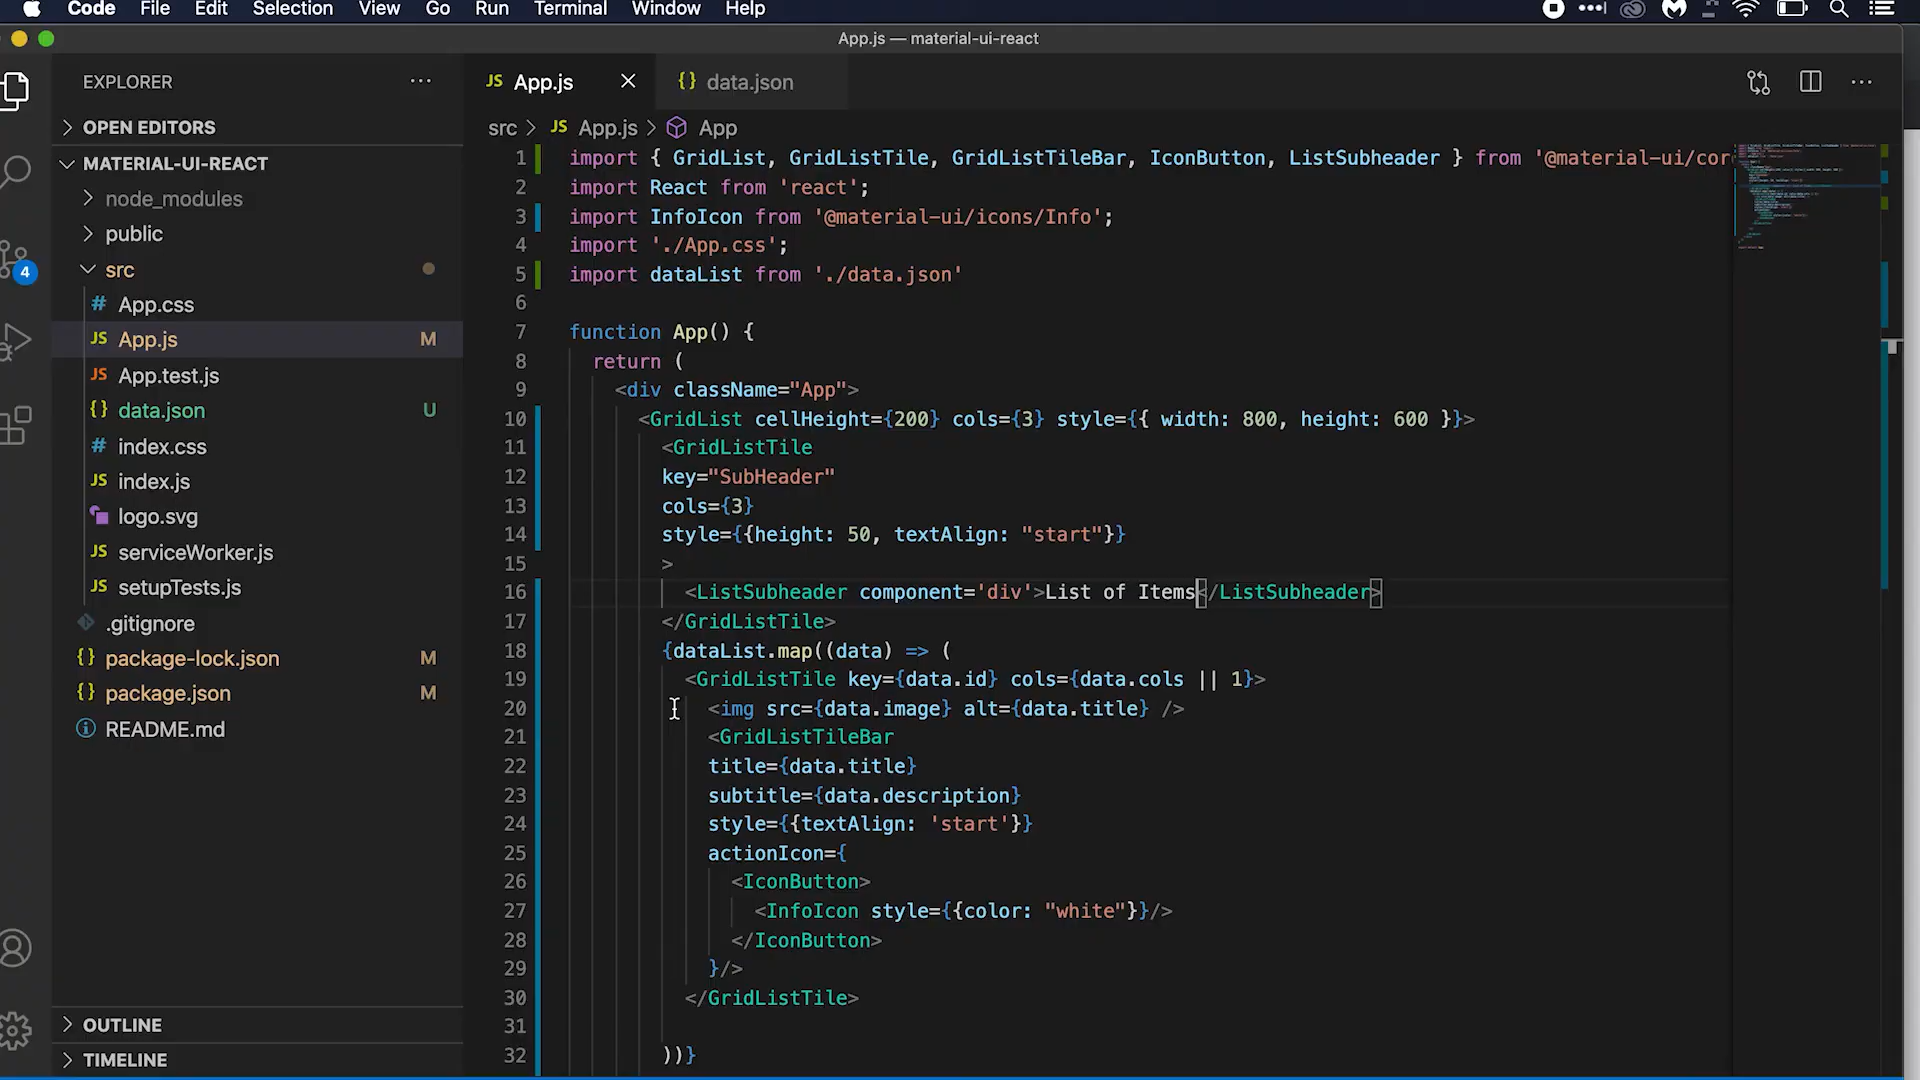 Code File Edit Selection View Go Run Terminal Window Help
App.js — material-ui-react
EXPLORER
JS App.js
{} data.json
OPEN EDITORS
src > JS App.js > App
MATERIAL-UI-REACT
node_modules
public
src
# App.css
JS App.js M
JS App.test.js
{} data.json U
# index.css
JS index.js
logo.svg
JS serviceWorker.js
JS setupTests.js
.gitignore
{} package-lock.json M
{} package.json M
README.md
OUTLINE
TIMELINE
4
1 import { GridList, GridListTile, GridListTileBar, IconButton, ListSubheader } from '@material-ui/cor
2 import React from 'react';
3 import InfoIcon from '@material-ui/icons/Info';
4 import './App.css';
5 import dataList from './data.json'
6
7 function App() {
8 return (
9 <div className="App">
10 <GridList cellHeight={200} cols={3} style={{ width: 800, height: 600 }}>
11 <GridListTile
12 key="SubHeader"
13 cols={3}
14 style={{height: 50, textAlign: "start"}}
15 >
16 <ListSubheader component='div'>List of Items</ListSubheader>
17 </GridListTile>
18 {dataList.map((data) => (
19 <GridListTile key={data.id} cols={data.cols || 1}>
20 <img src={data.image} alt={data.title} />
21 <GridListTileBar
22 title={data.title}
23 subtitle={data.description}
24 style={{textAlign: 'start'}}
25 actionIcon={
26 <IconButton>
27 <InfoIcon style={{color: "white"}}/>
28 </IconButton>
29 }/>
30 </GridListTile>
31
32 ))}